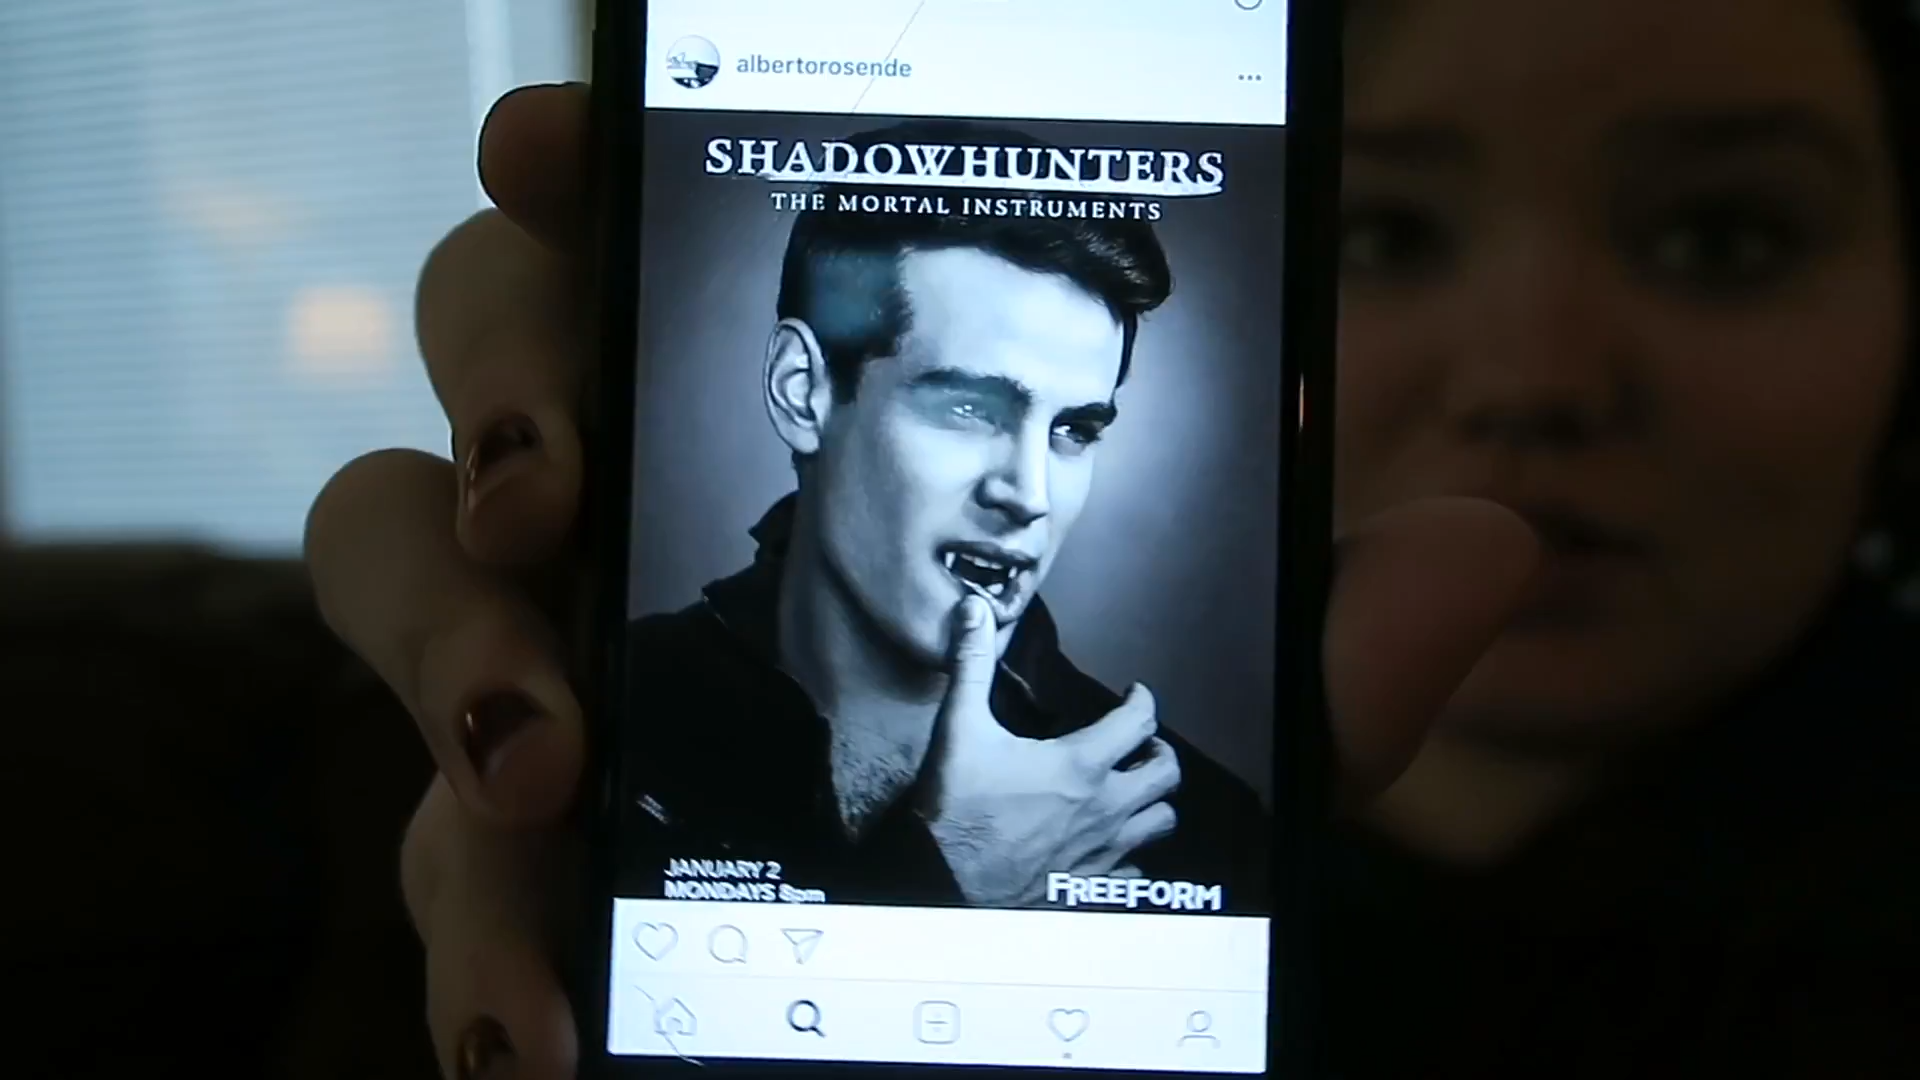 albertorosende
SHADOWHUNTERS
THE MORTAL INSTRUMENTS
JANUARY 2
MONDAYS 8pm
FREEFORM